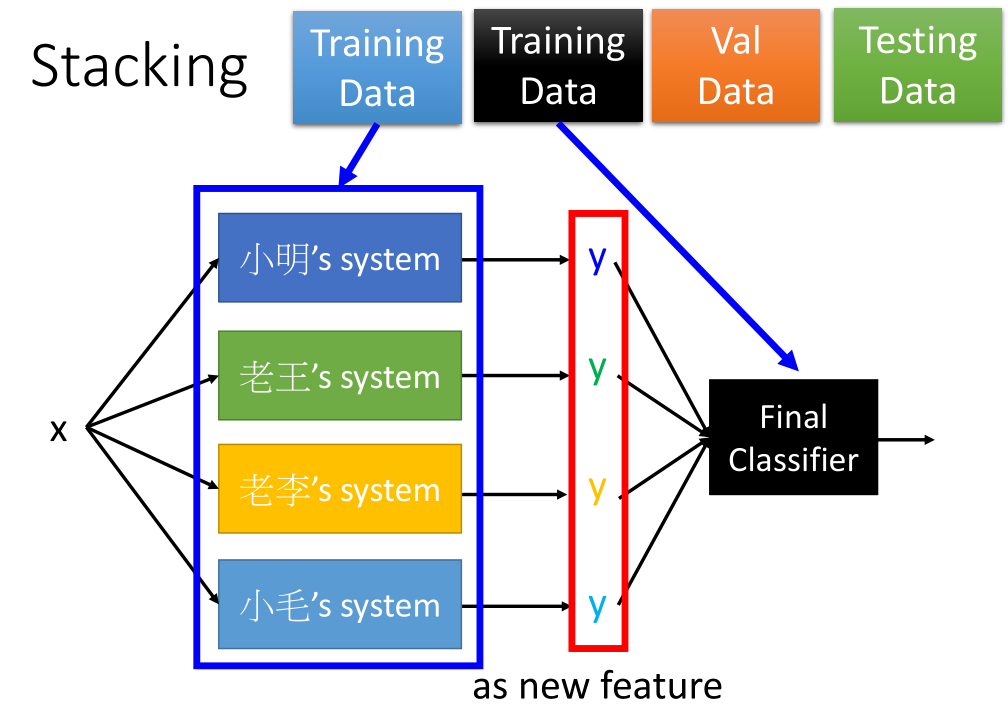 Stacking
Training
Data
Training
Data
Val
Data
Testing
Data
小明’s system
y
老王’s system
y
x
Final
Classifier
老李’s system
y
小毛’s system
y
as new feature